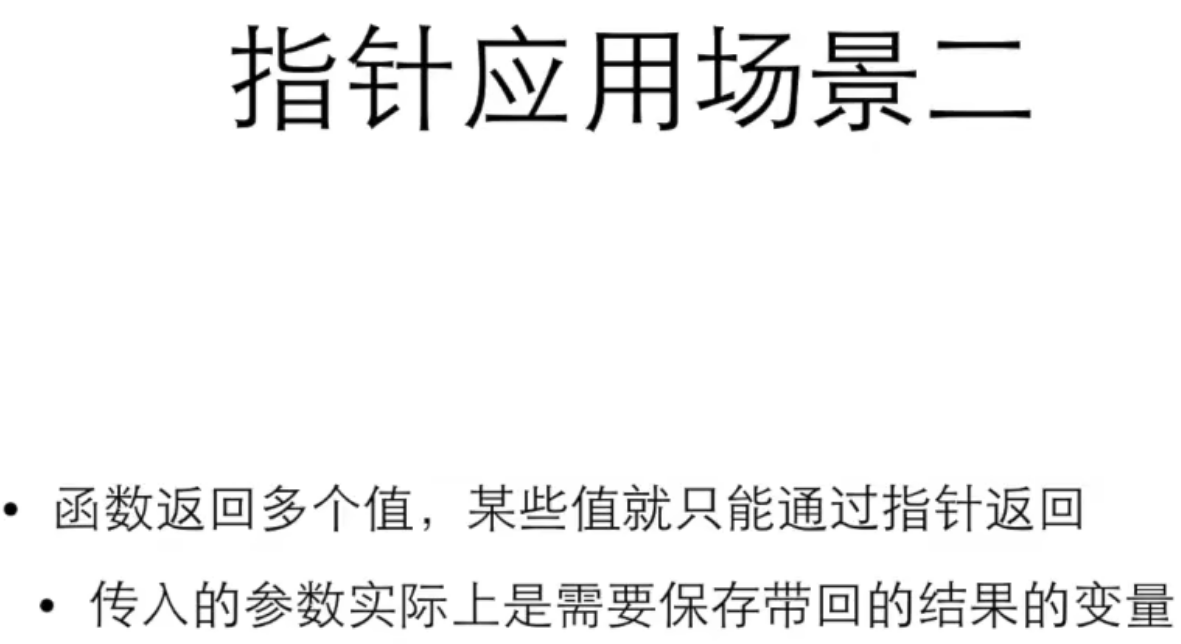 指针应用场景二
• 函数返回多个值，某些值就只能通过指针返回
• 传入的参数实际上是需要保存带回的结果的变量